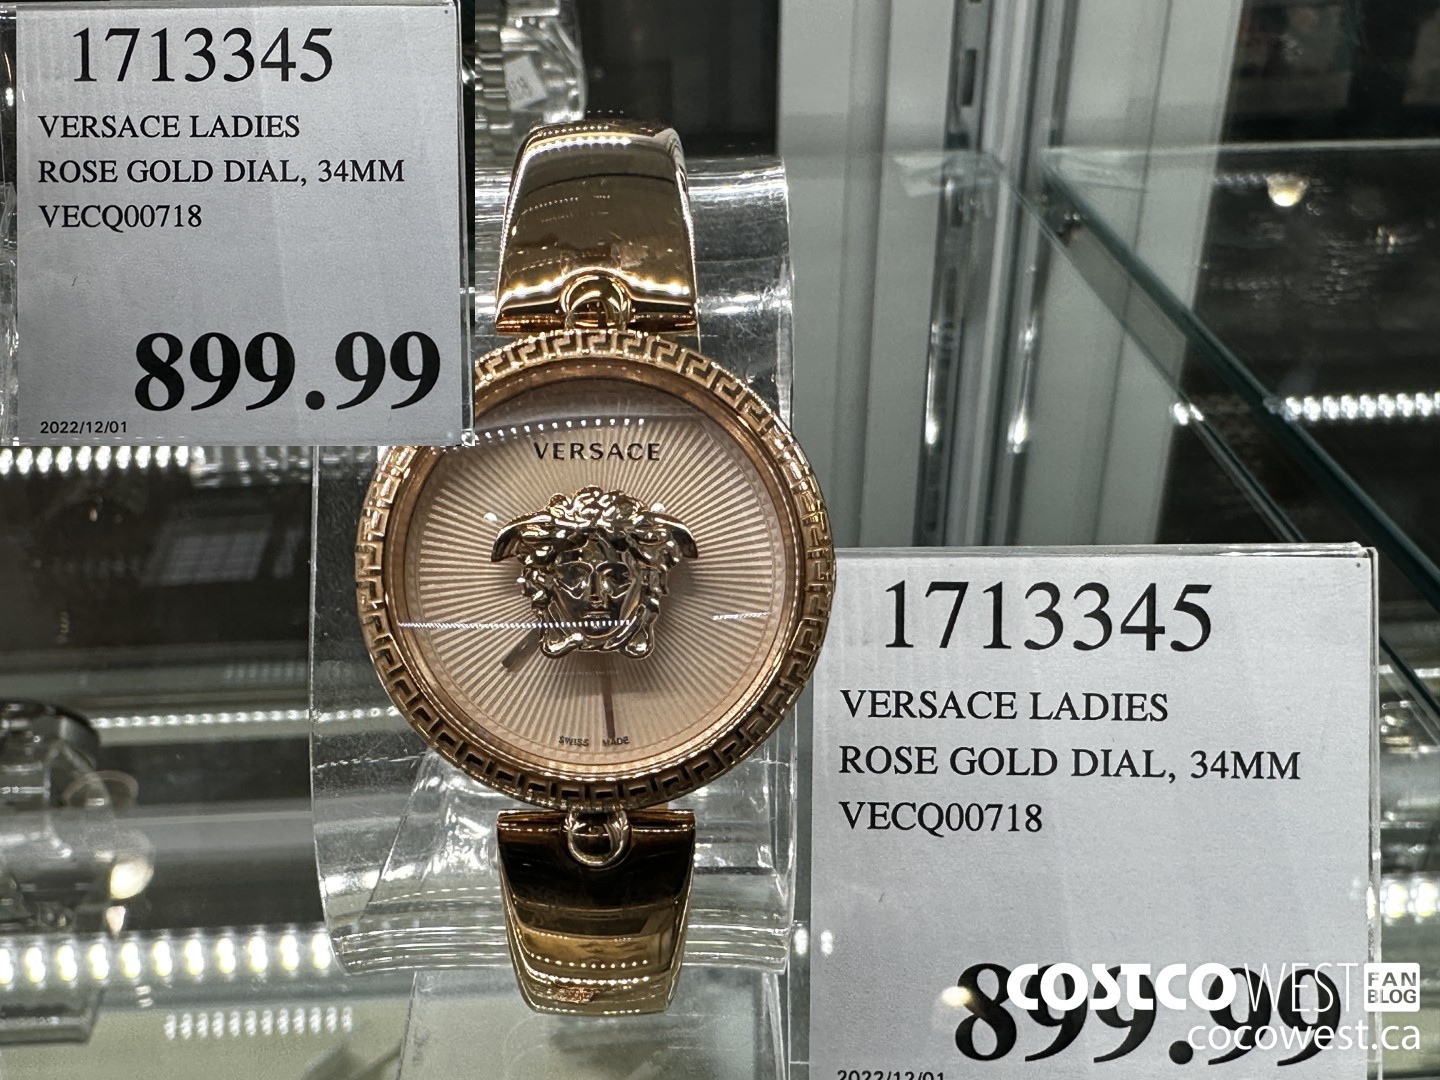 1713345
VERSACE LADIES
ROSE GOLD DIAL, 34MM
VECQ00718
899.99
2022/12/01
VERSACE
SWISS MADE
1713345
VERSACE LADIES
ROSE GOLD DIAL, 34MM
VECQ00718
899.99
2022/12/01
COSTCO WEST FAN BLOG
cocowest.ca